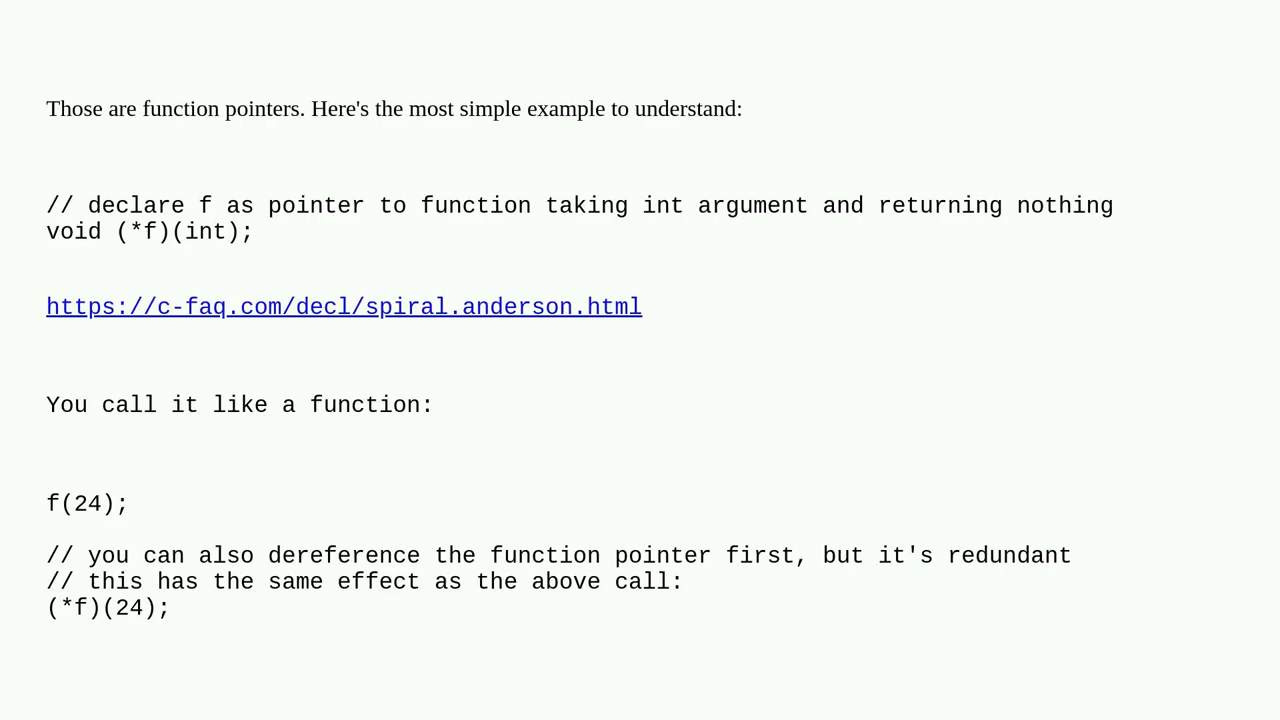 Those are function pointers. Here's the most simple example to understand:
// declare f as pointer to function taking int argument and returning nothing
void (*f)(int);
https://c-faq.com/decl/spiral.anderson.html
You call it like a function:
f(24);
// you can also dereference the function pointer first, but it's redundant
// this has the same effect as the above call:
(*f)(24);